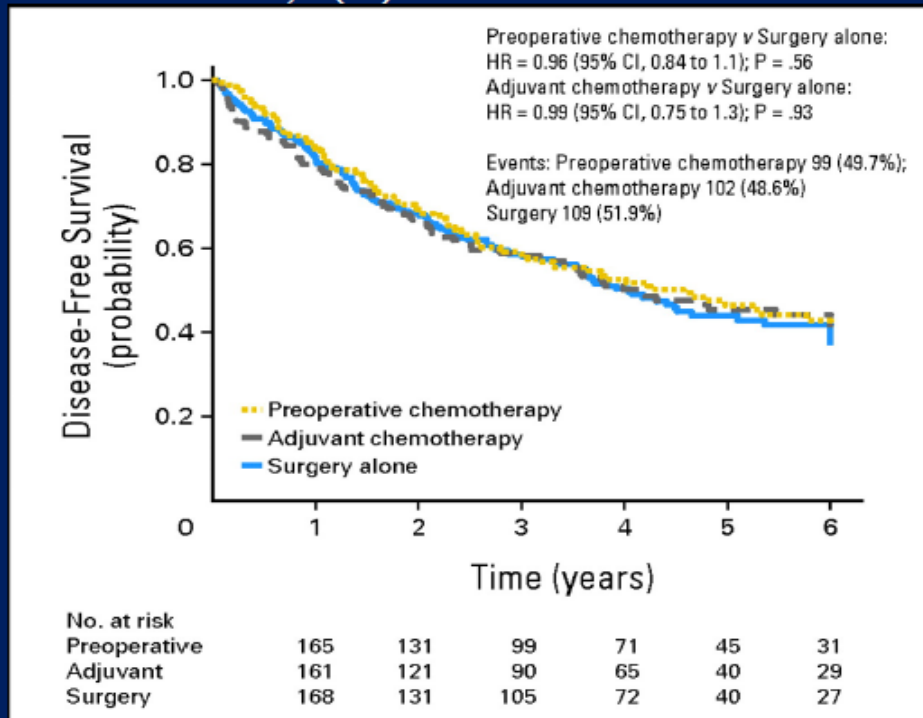 Preoperative chemotherapy v Surgery alone:
HR = 0.96 (95% CI, 0.84 to 1.1); P = .56
Adjuvant chemotherapy v Surgery alone:
HR = 0.99 (95% CI, 0.75 to 1.3); P = .93
Events: Preoperative chemotherapy 99 (49.7%);
Adjuvant chemotherapy 102 (48.6%)
Surgery 109 (51.9%)
Disease-Free Survival
(probability)
1.0
0.8
0.6
0.4
0.2
Preoperative chemotherapy
Adjuvant chemotherapy
Surgery alone
0 1 2 3 4 5 6
Time (years)
No. at risk
Preoperative 165 131 99 71 45 31
Adjuvant 161 121 90 65 40 29
Surgery 168 131 105 72 40 27